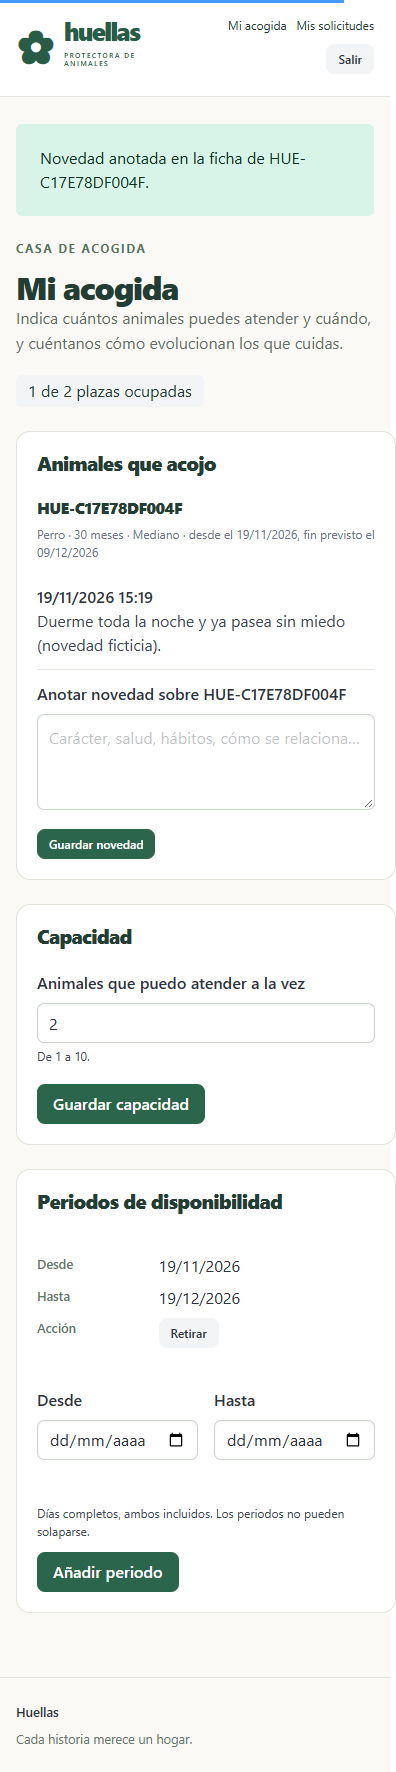 huellas
PROTECTORA DE
ANIMALES
Mi acogida Mis solicitudes
Salir
Novedad anotada en la ficha de HUE-
C17E78DF004F.
CASA DE ACOGIDA
Mi acogida
Indica cuántos animales puedes atender y cuándo,
y cuéntanos cómo evolucionan los que cuidas.
1 de 2 plazas ocupadas
Animales que acojo
HUE-C17E78DF004F
Perro · 30 meses · Mediano · desde el 19/11/2026, fin previsto el
09/12/2026
19/11/2026 15:19
Duerme toda la noche y ya pasea sin miedo
(novedad ficticia).
Anotar novedad sobre HUE-C17E78DF004F
Carácter, salud, hábitos, cómo se relaciona...
Guardar novedad
Capacidad
Animales que puedo atender a la vez
2
De 1 a 10.
Guardar capacidad
Periodos de disponibilidad
Desde 19/11/2026
Hasta 19/12/2026
Acción Retirar
Desde Hasta
dd/mm/aaaa dd/mm/aaaa
Días completos, ambos incluidos. Los periodos no pueden
solaparse.
Añadir periodo
Huellas
Cada historia merece un hogar.